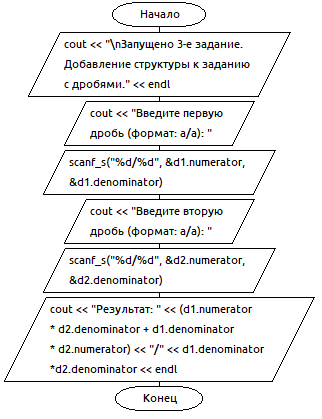 Начало
cout << "\nЗапущено 3-е задание.
Добавление структуры к заданию
с дробями." << endl
cout << "Введите первую
дробь (формат: a/a): "
scanf_s("%d/%d", &d1.numerator,
&d1.denominator)
cout << "Введите вторую
дробь (формат: a/a): "
scanf_s("%d/%d", &d2.numerator,
&d2.denominator)
cout << "Результат: " << (d1.numerator
* d2.denominator + d1.denominator
* d2.numerator) << "/" << d1.denominator
*d2.denominator << endl
Конец